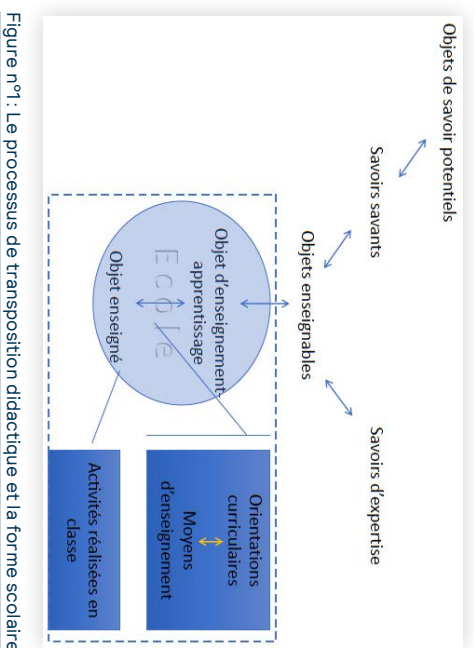 Objets de savoir potentiels
Savoirs savants
Savoirs d'expertise
Objets enseignables
Objet d'enseignement-
apprentissage
Ecole
Objet enseigné
Orientations
curriculaires
Moyens
d'enseignement
Activités réalisées en
classe
Figure n°1 : Le processus de transposition didactique et la forme scolaire